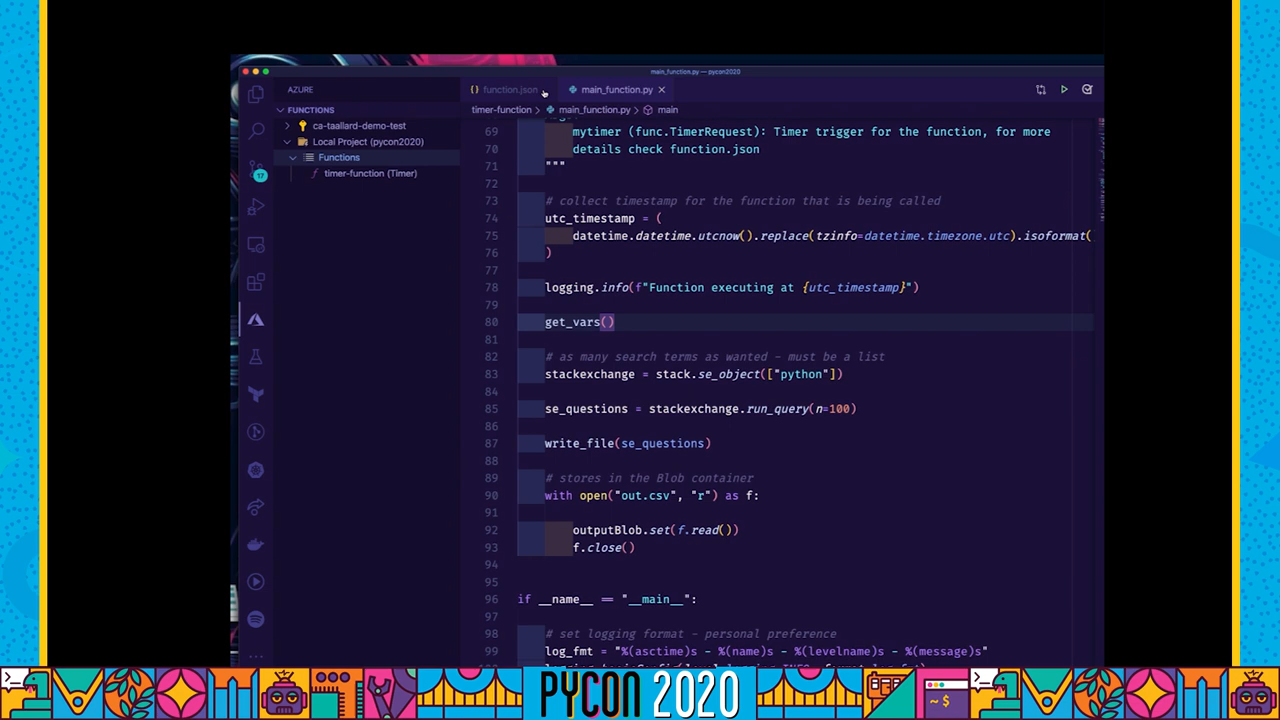 main_function.py — pycon2020
AZURE
FUNCTIONS
ca-taallard-demo-test
Local Project (pycon2020)
Functions
timer-function (Timer)
17
{} function.json
main_function.py
timer-function > main_function.py > main
69 mytimer (func.TimerRequest): Timer trigger for the function, for more
70 details check function.json
71 """
72
73 # collect timestamp for the function that is being called
74 utc_timestamp = (
75 datetime.datetime.utcnow().replace(tzinfo=datetime.timezone.utc).isoformat(
76 )
77
78 logging.info(f"Function executing at {utc_timestamp}")
79
80 get_vars()
81
82 # as many search terms as wanted - must be a list
83 stackexchange = stack.se_object(["python"])
84
85 se_questions = stackexchange.run_query(n=100)
86
87 write_file(se_questions)
88
89 # stores in the Blob container
90 with open("out.csv", "r") as f:
91
92 outputBlob.set(f.read())
93 f.close()
94
95
96 if __name__ == "__main__":
97
98 # set logging format - personal preference
99 log_fmt = "%(asctime)s - %(name)s - %(levelname)s - %(message)s"
PYCON 2020
~$